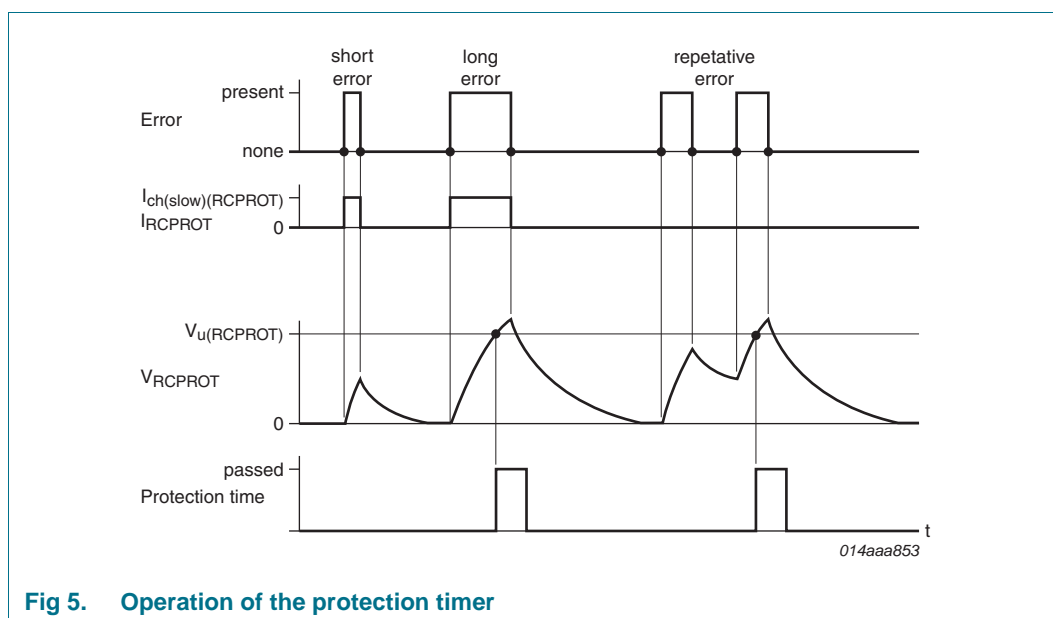 short error
long error
repetative error
present
Error
none
Ich(slow)(RCPROT)
IRCPROT
0
Vu(RCPROT)
VRCPROT
0
passed
Protection time
t
014aaa853
Fig 5. Operation of the protection timer